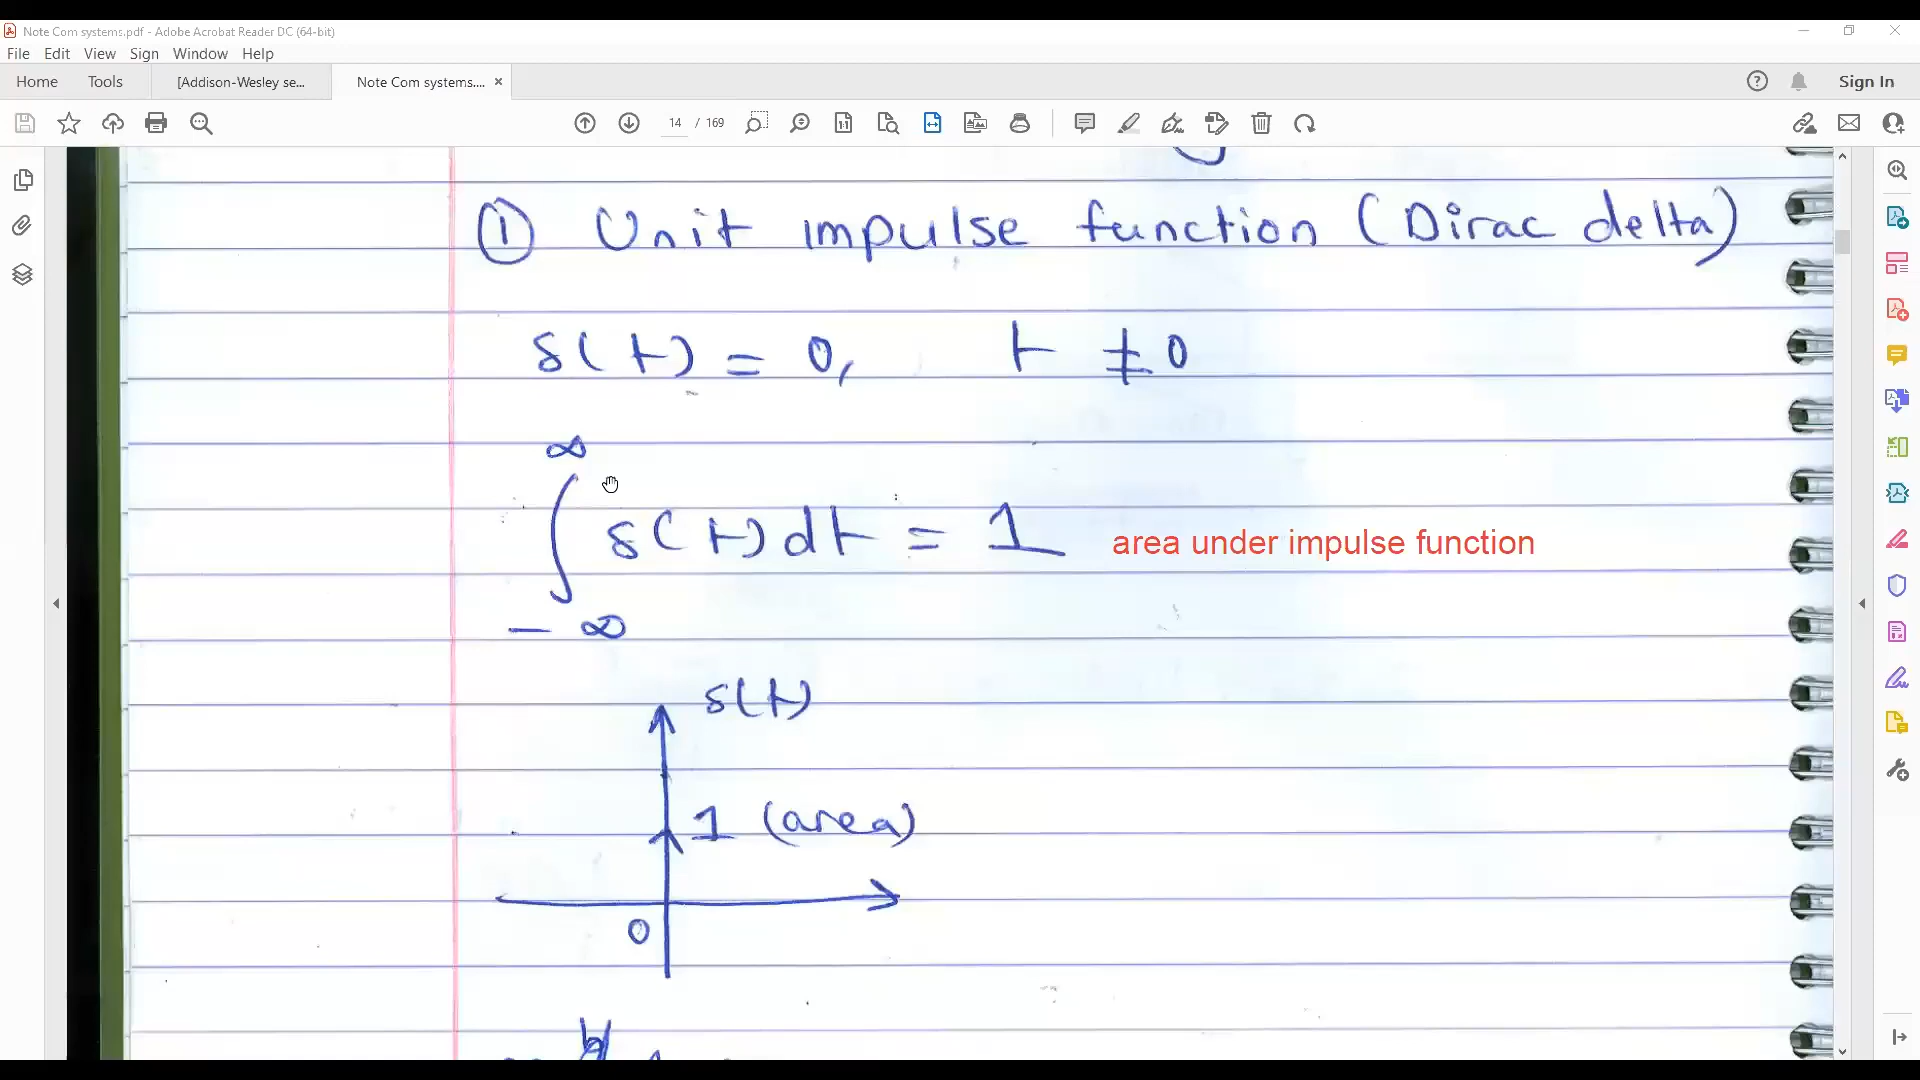 Note Com systems.pdf - Adobe Acrobat Reader DC (64-bit)
File Edit View Sign Window Help
Home Tools [Addison-Wesley se... Note Com systems.... × Sign In
14 / 169
① Unit impulse function (Dirac delta)
δ(t) = 0, t ≠ 0
∞
∫ δ(t) dt = 1 area under impulse function
- ∞
δ(t)
1 (area)
0